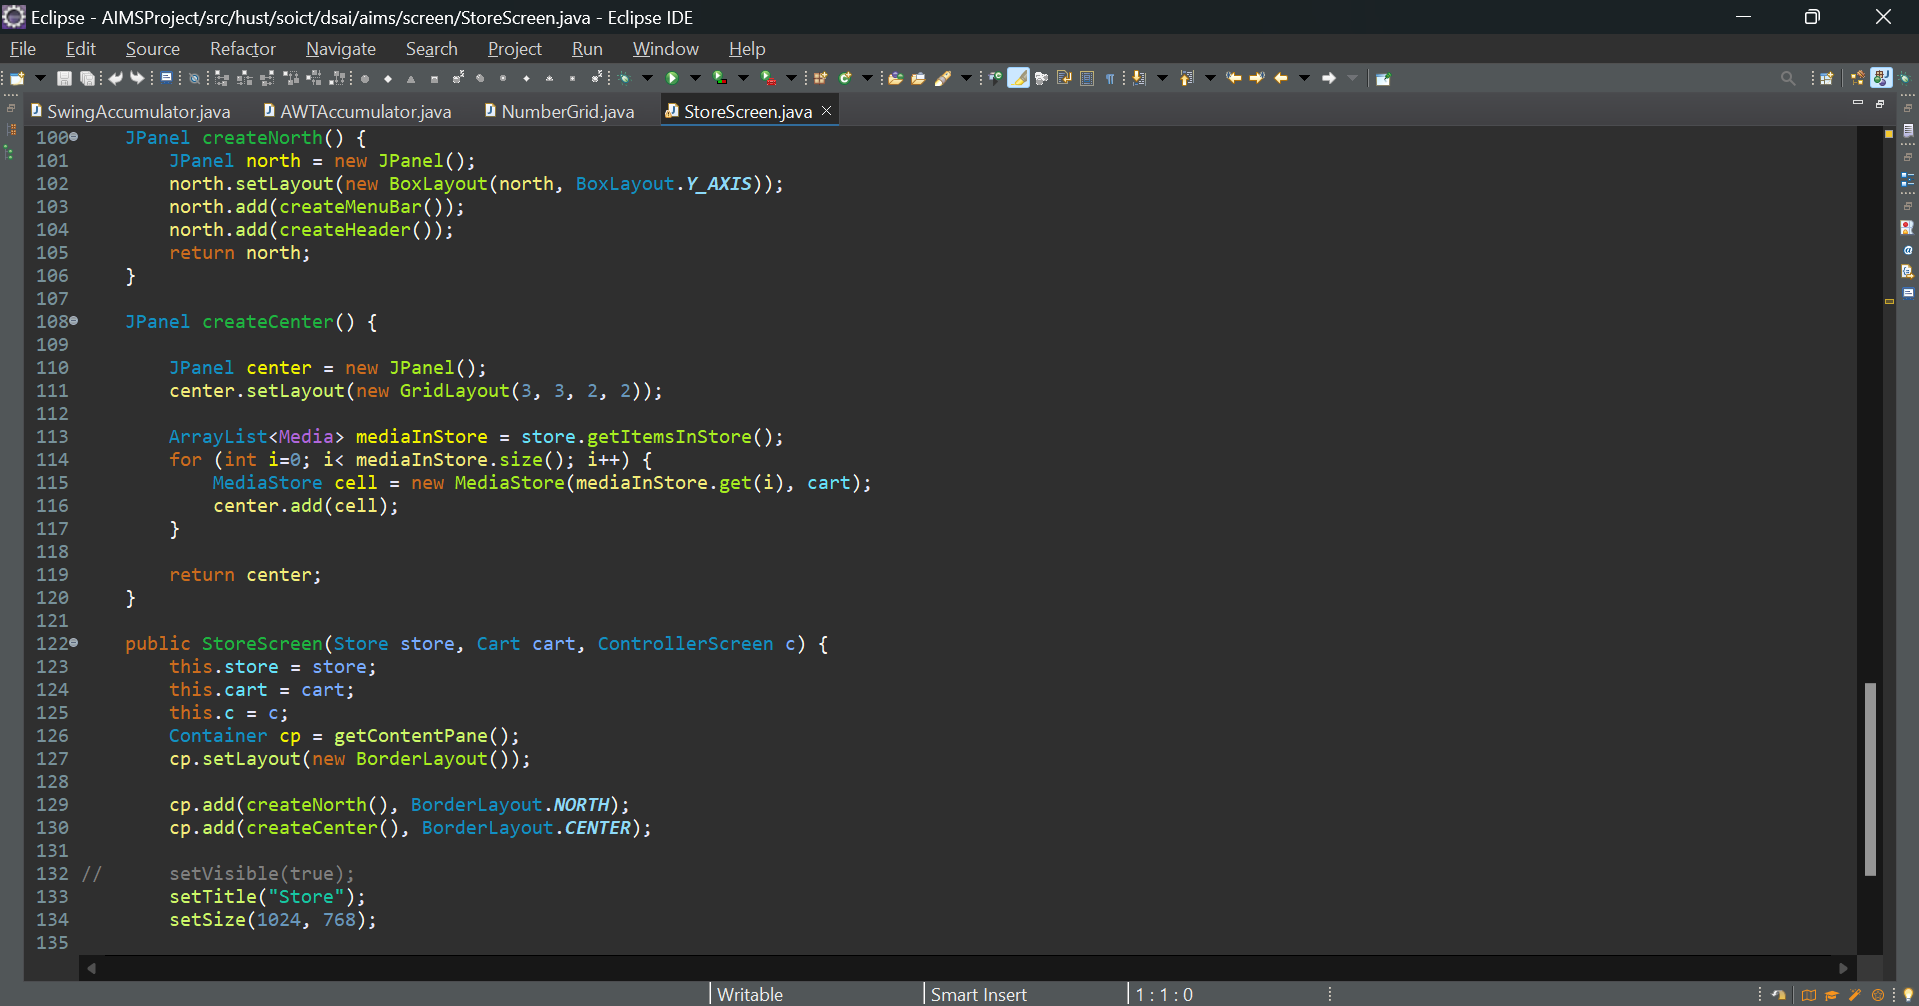 Eclipse - AIMSProject/src/hust/soict/dsai/aims/screen/StoreScreen.java - Eclipse IDE
File Edit Source Refactor Navigate Search Project Run Window Help
SwingAccumulator.java AWTAccumulator.java NumberGrid.java StoreScreen.java
100 JPanel createNorth() {
101 JPanel north = new JPanel();
102 north.setLayout(new BoxLayout(north, BoxLayout.Y_AXIS));
103 north.add(createMenuBar());
104 north.add(createHeader());
105 return north;
106 }
107
108 JPanel createCenter() {
109
110 JPanel center = new JPanel();
111 center.setLayout(new GridLayout(3, 3, 2, 2));
112
113 ArrayList<Media> mediaInStore = store.getItemsInStore();
114 for (int i=0; i< mediaInStore.size(); i++) {
115 MediaStore cell = new MediaStore(mediaInStore.get(i), cart);
116 center.add(cell);
117 }
118
119 return center;
120 }
121
122 public StoreScreen(Store store, Cart cart, ControllerScreen c) {
123 this.store = store;
124 this.cart = cart;
125 this.c = c;
126 Container cp = getContentPane();
127 cp.setLayout(new BorderLayout());
128
129 cp.add(createNorth(), BorderLayout.NORTH);
130 cp.add(createCenter(), BorderLayout.CENTER);
131
132 // setVisible(true);
133 setTitle("Store");
134 setSize(1024, 768);
135
Writable Smart Insert 1 : 1 : 0